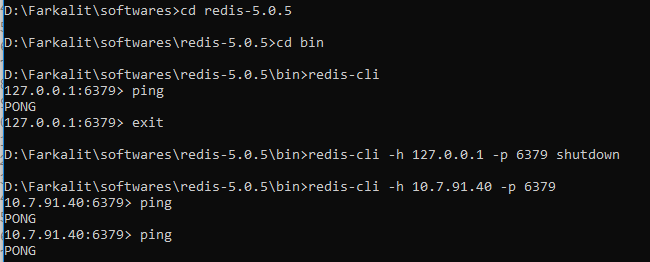 D:\Farkalit\softwares>cd redis-5.0.5
D:\Farkalit\softwares\redis-5.0.5>cd bin
D:\Farkalit\softwares\redis-5.0.5\bin>redis-cli
127.0.0.1:6379> ping
PONG
127.0.0.1:6379> exit
D:\Farkalit\softwares\redis-5.0.5\bin>redis-cli -h 127.0.0.1 -p 6379 shutdown
D:\Farkalit\softwares\redis-5.0.5\bin>redis-cli -h 10.7.91.40 -p 6379
10.7.91.40:6379> ping
PONG
10.7.91.40:6379> ping
PONG